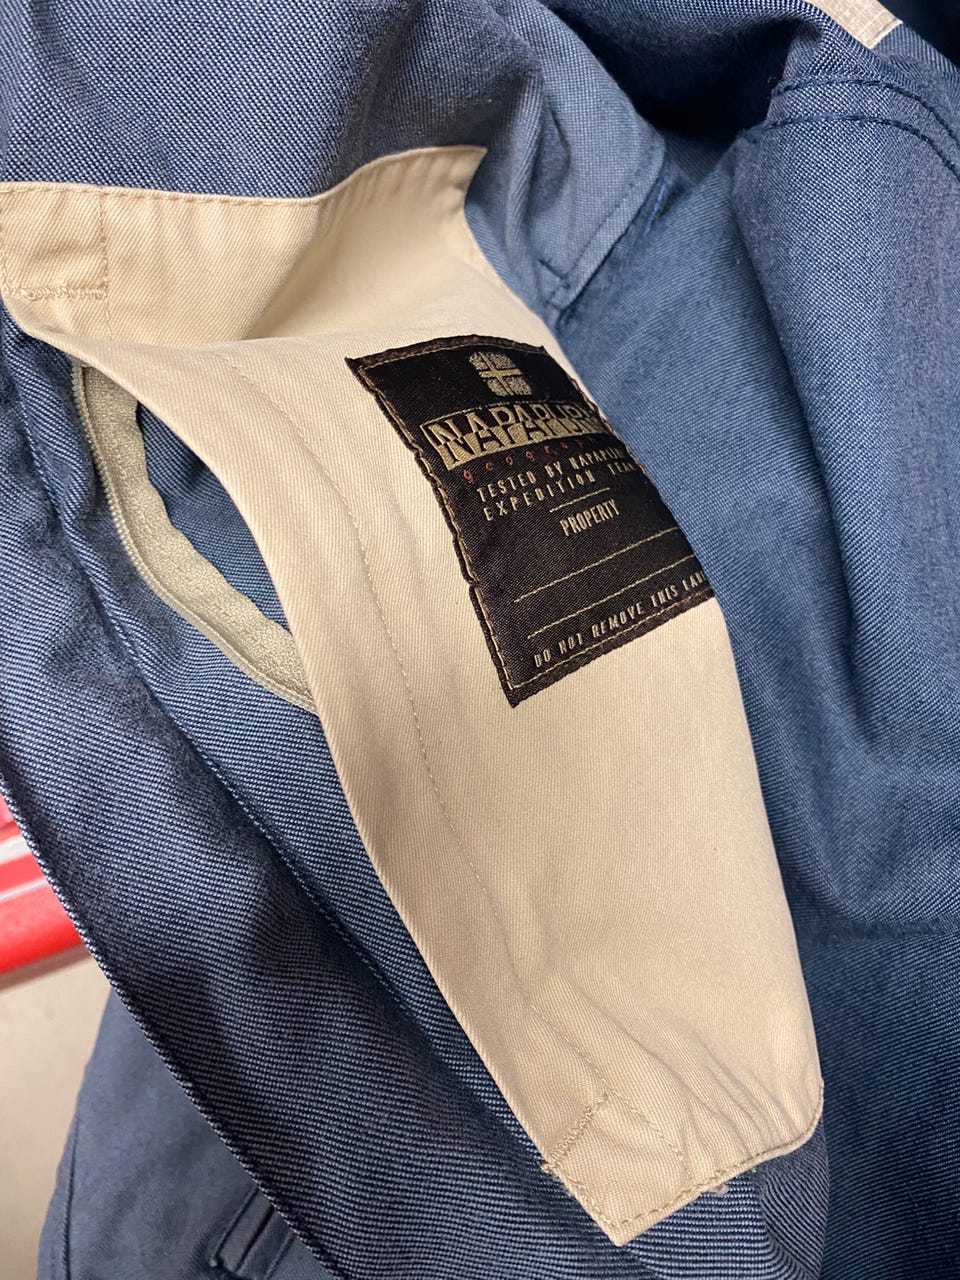 NAPAPIJRI
TESTED BY NAPAPIJRI
EXPEDITION TEAM
PROPERTY
DO NOT REMOVE THIS LABEL